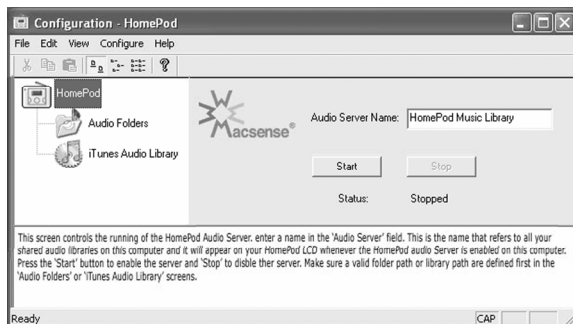 Configuration - HomePod
File Edit View Configure Help
HomePod
Audio Folders
iTunes Audio Library
Macsense®
Audio Server Name: HomePod Music Library
Start Stop
Status: Stopped
This screen controls the running of the HomePod Audio Server. enter a name in the 'Audio Server' field. This is the name that refers to all your
shared audio libraries on this computer and it will appear on your HomePod LCD whenever the HomePod audio Server is enabled on this computer.
Press the 'Start' button to enable the server and 'Stop' to disble ther server. Make sure a valid folder path or library path are defined first in the
'Audio Folders' or 'iTunes Audio Library' screens.
Ready CAP